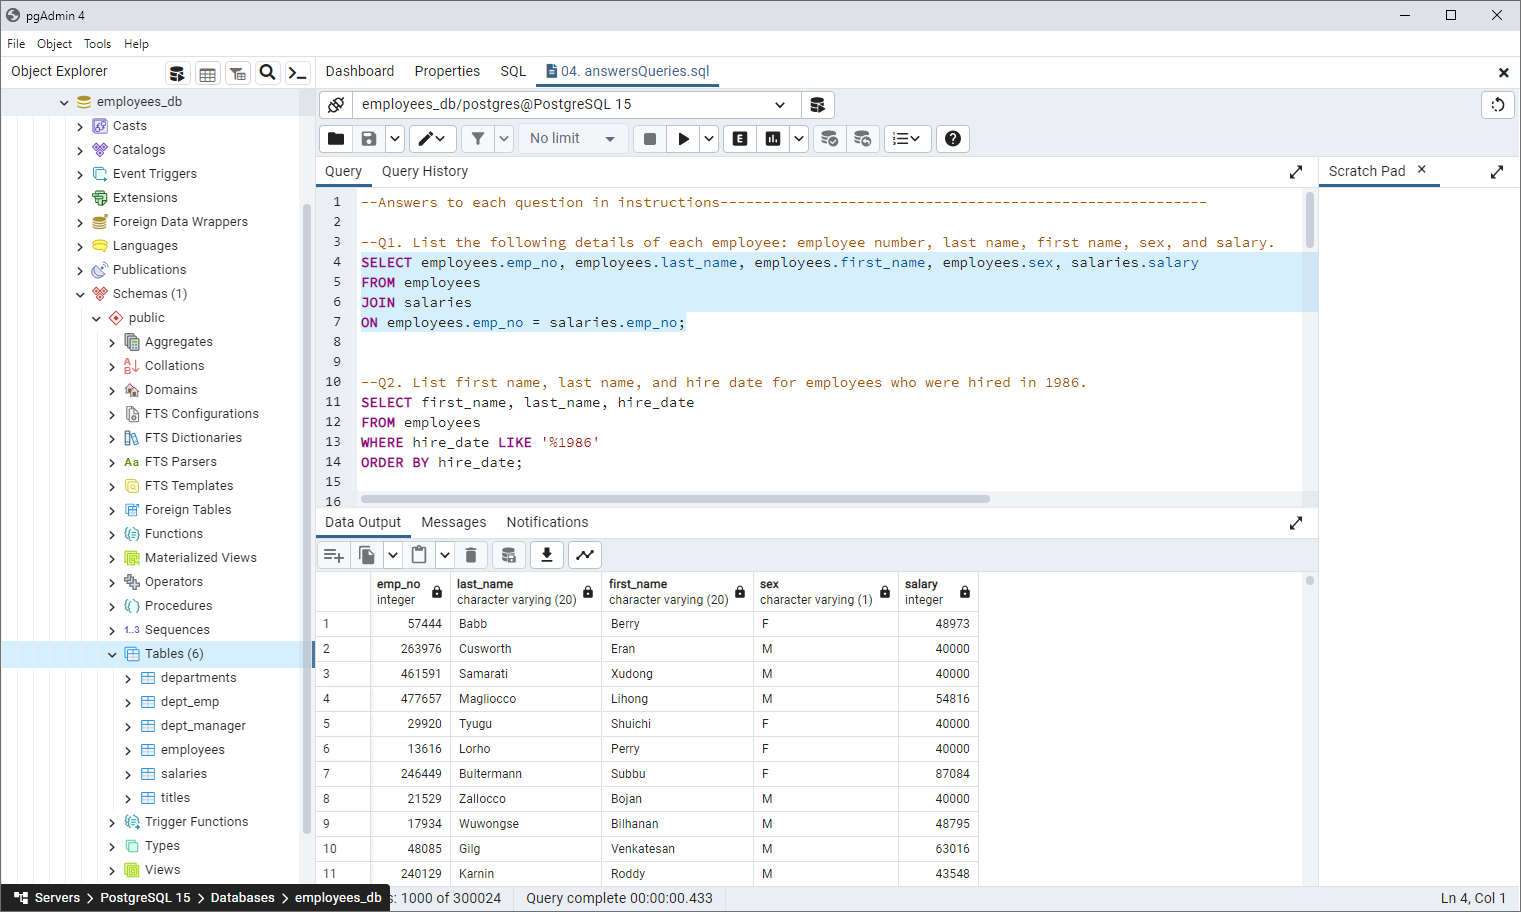 pgAdmin 4
File Object Tools Help
Object Explorer
Dashboard Properties SQL 04. answersQueries.sql
employees_db/postgres@PostgreSQL 15
No limit
E
Query Query History
Scratch Pad
employees_db
Casts
Catalogs
Event Triggers
Extensions
Foreign Data Wrappers
Languages
Publications
Schemas (1)
public
Aggregates
Collations
Domains
FTS Configurations
FTS Dictionaries
Aa FTS Parsers
FTS Templates
Foreign Tables
Functions
Materialized Views
Operators
Procedures
1..3 Sequences
Tables (6)
departments
dept_emp
dept_manager
employees
salaries
titles
Trigger Functions
Types
Views
1 --Answers to each question in instructions---------------------------------------------------------
2
3 --Q1. List the following details of each employee: employee number, last name, first name, sex, and salary.
4 SELECT employees.emp_no, employees.last_name, employees.first_name, employees.sex, salaries.salary
5 FROM employees
6 JOIN salaries
7 ON employees.emp_no = salaries.emp_no;
8
9
10 --Q2. List first name, last name, and hire date for employees who were hired in 1986.
11 SELECT first_name, last_name, hire_date
12 FROM employees
13 WHERE hire_date LIKE '%1986'
14 ORDER BY hire_date;
15
16
Data Output Messages Notifications
emp_no last_name first_name sex salary
integer character varying (20) character varying (20) character varying (1) integer
1 57444 Babb Berry F 48973
2 263976 Cusworth Eran M 40000
3 461591 Samarati Xudong M 40000
4 477657 Magliocco Lihong M 54816
5 29920 Tyugu Shuichi F 40000
6 13616 Lorho Perry F 40000
7 246449 Bultermann Subbu F 87084
8 21529 Zallocco Bojan M 40000
9 17934 Wuwongse Bilhanan M 48795
10 48085 Gilg Venkatesan M 63016
11 240129 Karnin Roddy M 43548
Servers > PostgreSQL 15 > Databases > employees_db s: 1000 of 300024 Query complete 00:00:00.433 Ln 4, Col 1